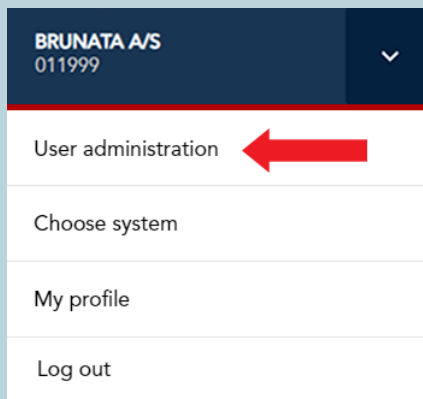 BRUNATA A/S
011999
User administration
Choose system
My profile
Log out